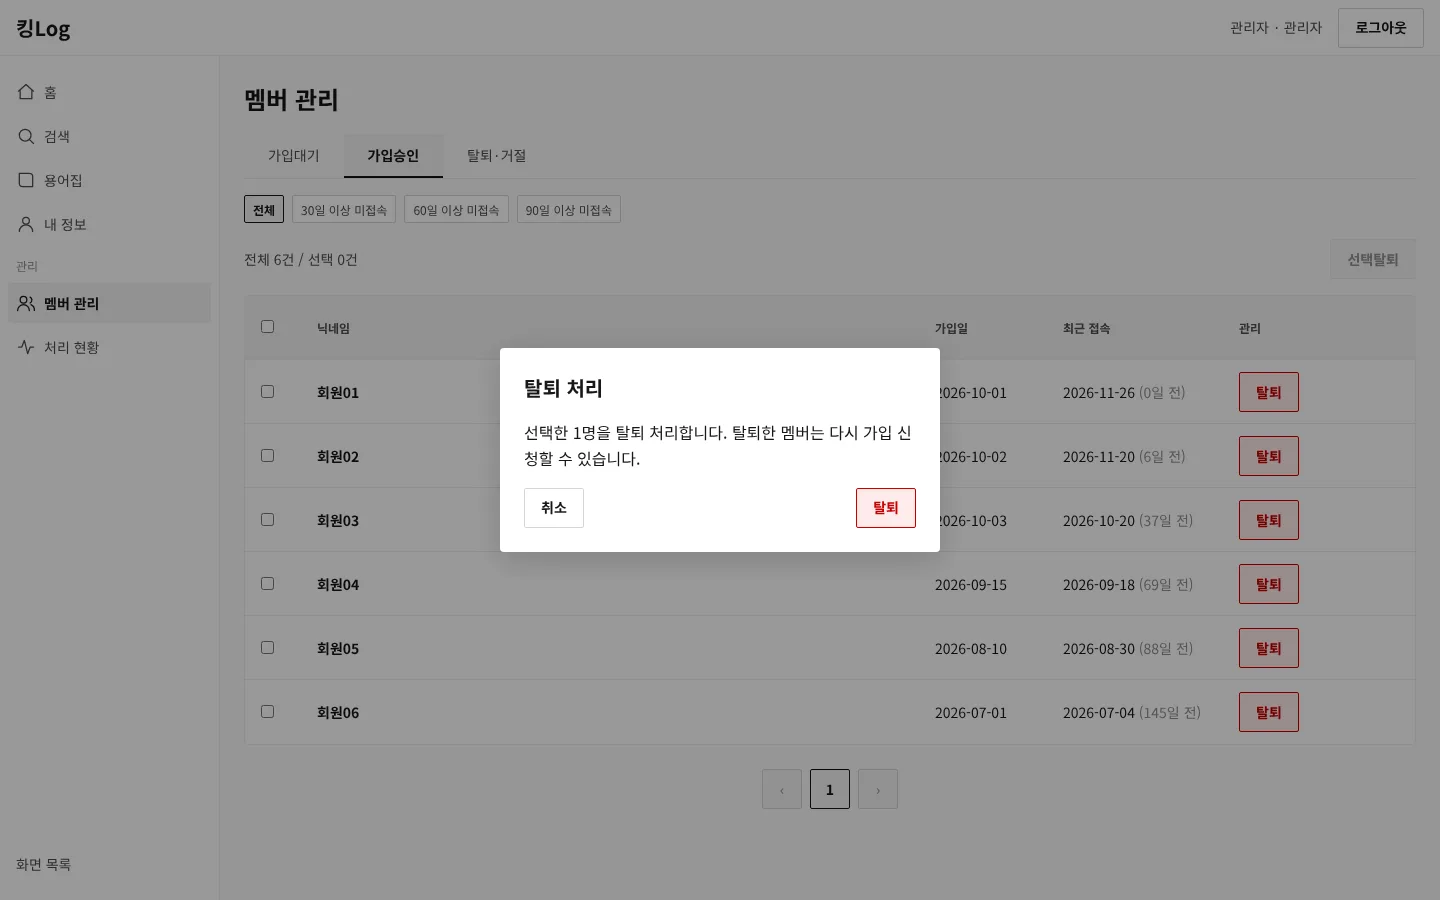 킹Log
관리자 · 관리자
로그아웃
홈
검색
용어집
내 정보
관리
멤버 관리
처리 현황
화면 목록
멤버 관리
가입대기
가입승인
탈퇴·거절
전체
30일 이상 미접속
60일 이상 미접속
90일 이상 미접속
전체 6건 / 선택 0건
선택탈퇴
닉네임 가입일 최근 접속 관리
회원01 2026-10-01 2026-11-26 (0일 전) 탈퇴
회원02 2026-10-02 2026-11-20 (6일 전) 탈퇴
회원03 2026-10-03 2026-10-20 (37일 전) 탈퇴
회원04 2026-09-15 2026-09-18 (69일 전) 탈퇴
회원05 2026-08-10 2026-08-30 (88일 전) 탈퇴
회원06 2026-07-01 2026-07-04 (145일 전) 탈퇴
‹ 1 ›
탈퇴 처리
선택한 1명을 탈퇴 처리합니다. 탈퇴한 멤버는 다시 가입 신
청할 수 있습니다.
취소
탈퇴